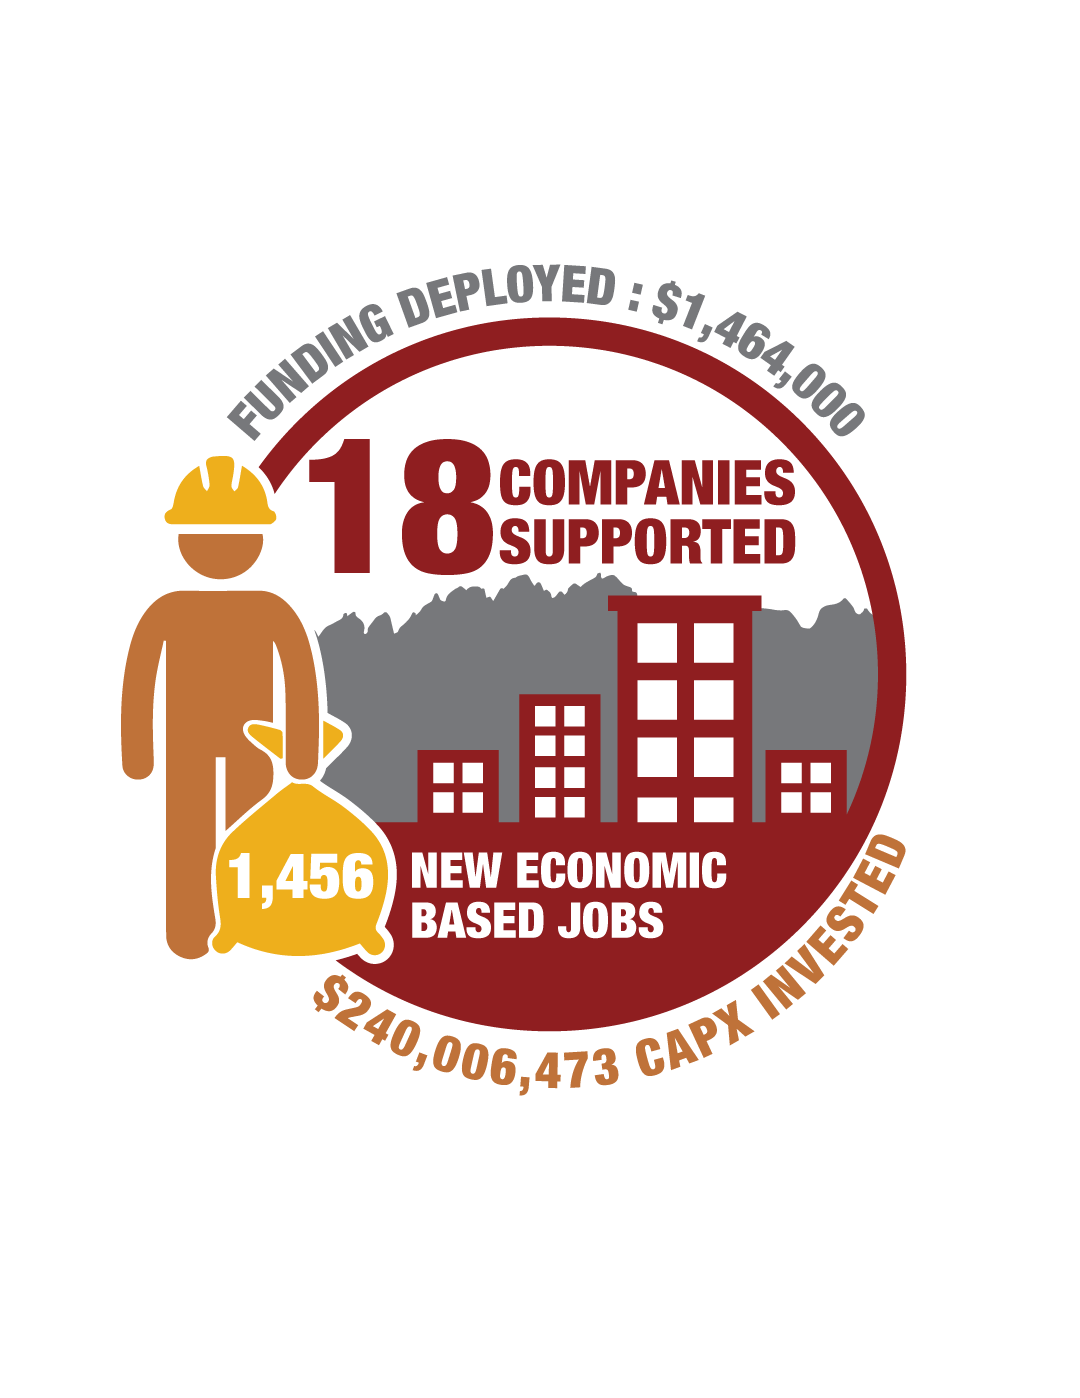 FUNDING DEPLOYED : $1,464,000
18 COMPANIES
SUPPORTED
1,456 NEW ECONOMIC
BASED JOBS
$240,006,473 CAPX INVESTED